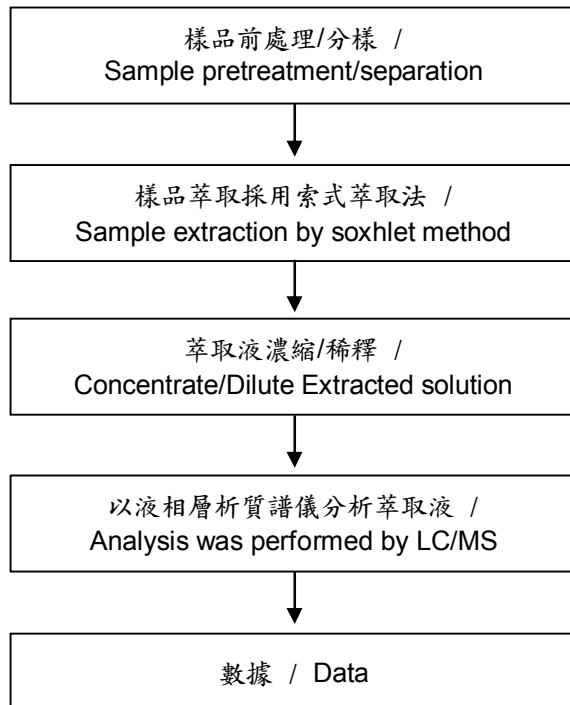 樣品前處理/分樣 /
Sample pretreatment/separation
樣品萃取採用索式萃取法 /
Sample extraction by soxhlet method
萃取液濃縮/稀釋 /
Concentrate/Dilute Extracted solution
以液相層析質譜儀分析萃取液 /
Analysis was performed by LC/MS
數據 / Data